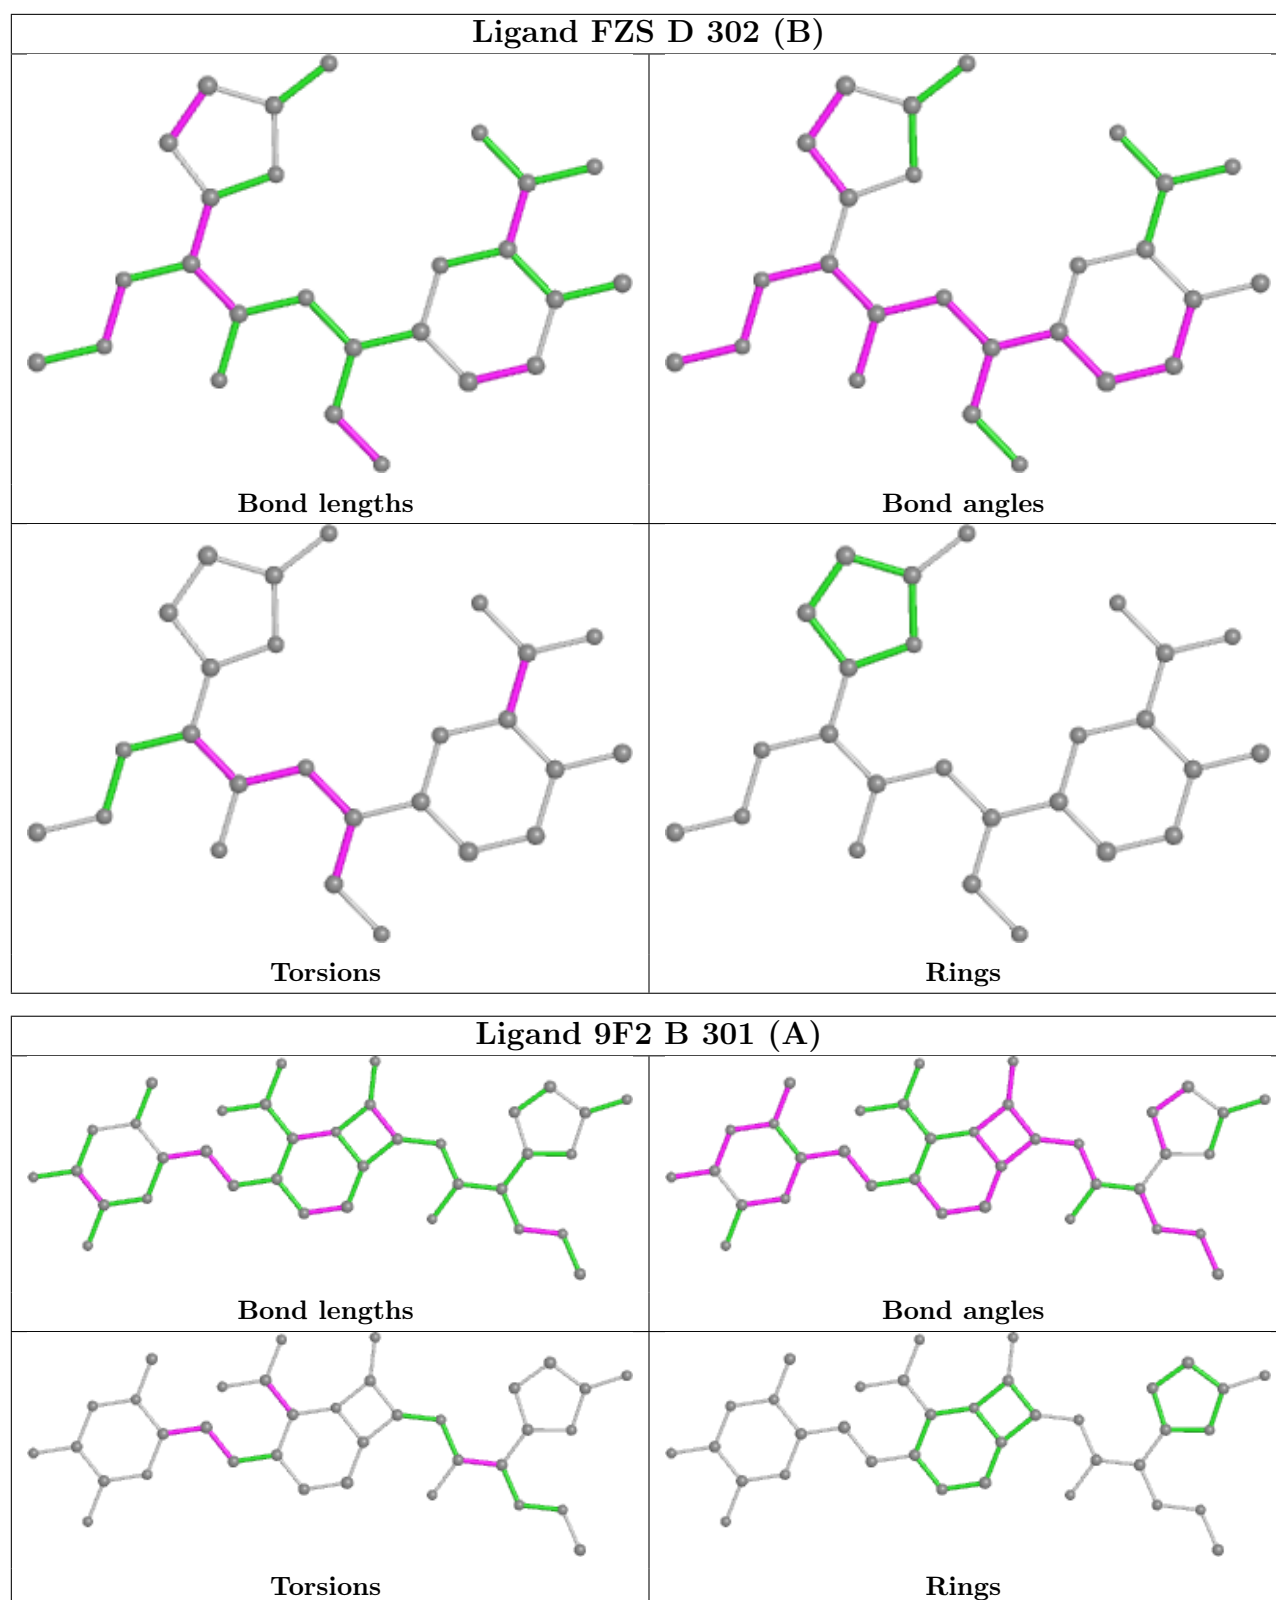 Ligand FZS D 302 (B)
Bond lengths
Bond angles
Torsions
Rings
Ligand 9F2 B 301 (A)
Bond lengths
Bond angles
Torsions
Rings